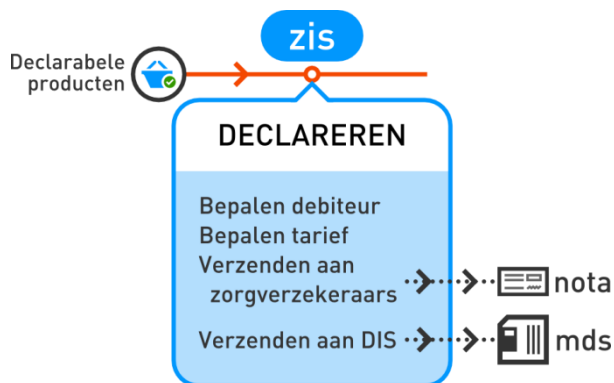 zis
Declarabele
producten
DECLAREREN
Bepalen debiteur
Bepalen tarief
Verzenden aan
zorgverzekeraars
nota
Verzenden aan DIS
mds